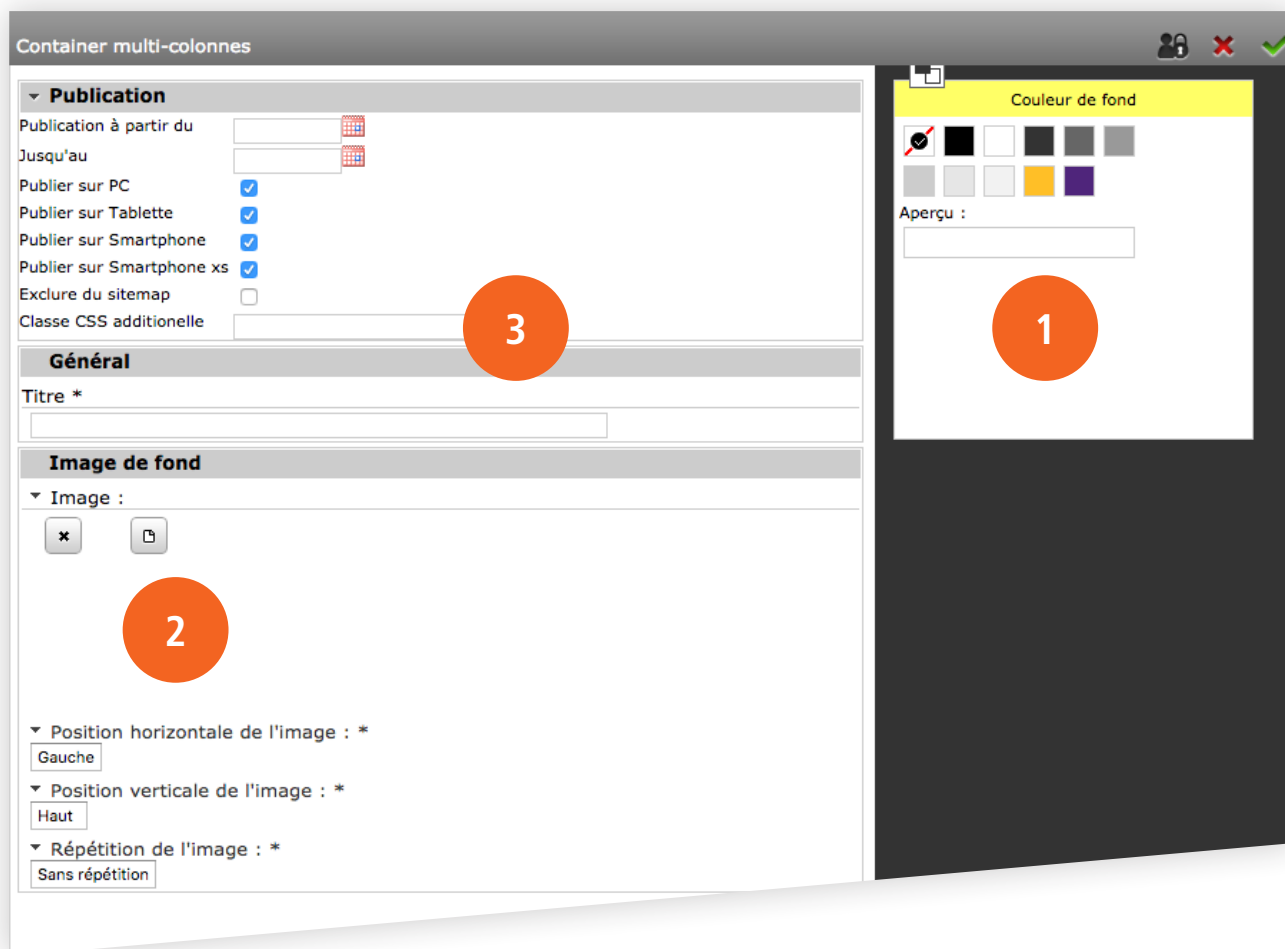 Container multi-colonnes
Publication
Publication à partir du
Jusqu'au
Publier sur PC
Publier sur Tablette
Publier sur Smartphone
Publier sur Smartphone xs
Exclure du sitemap
Classe CSS additionelle
3
Général
Titre *
Image de fond
Image :
2
Position horizontale de l'image : *
Gauche
Position verticale de l'image : *
Haut
Répétition de l'image : *
Sans répétition
Couleur de fond
Aperçu :
1